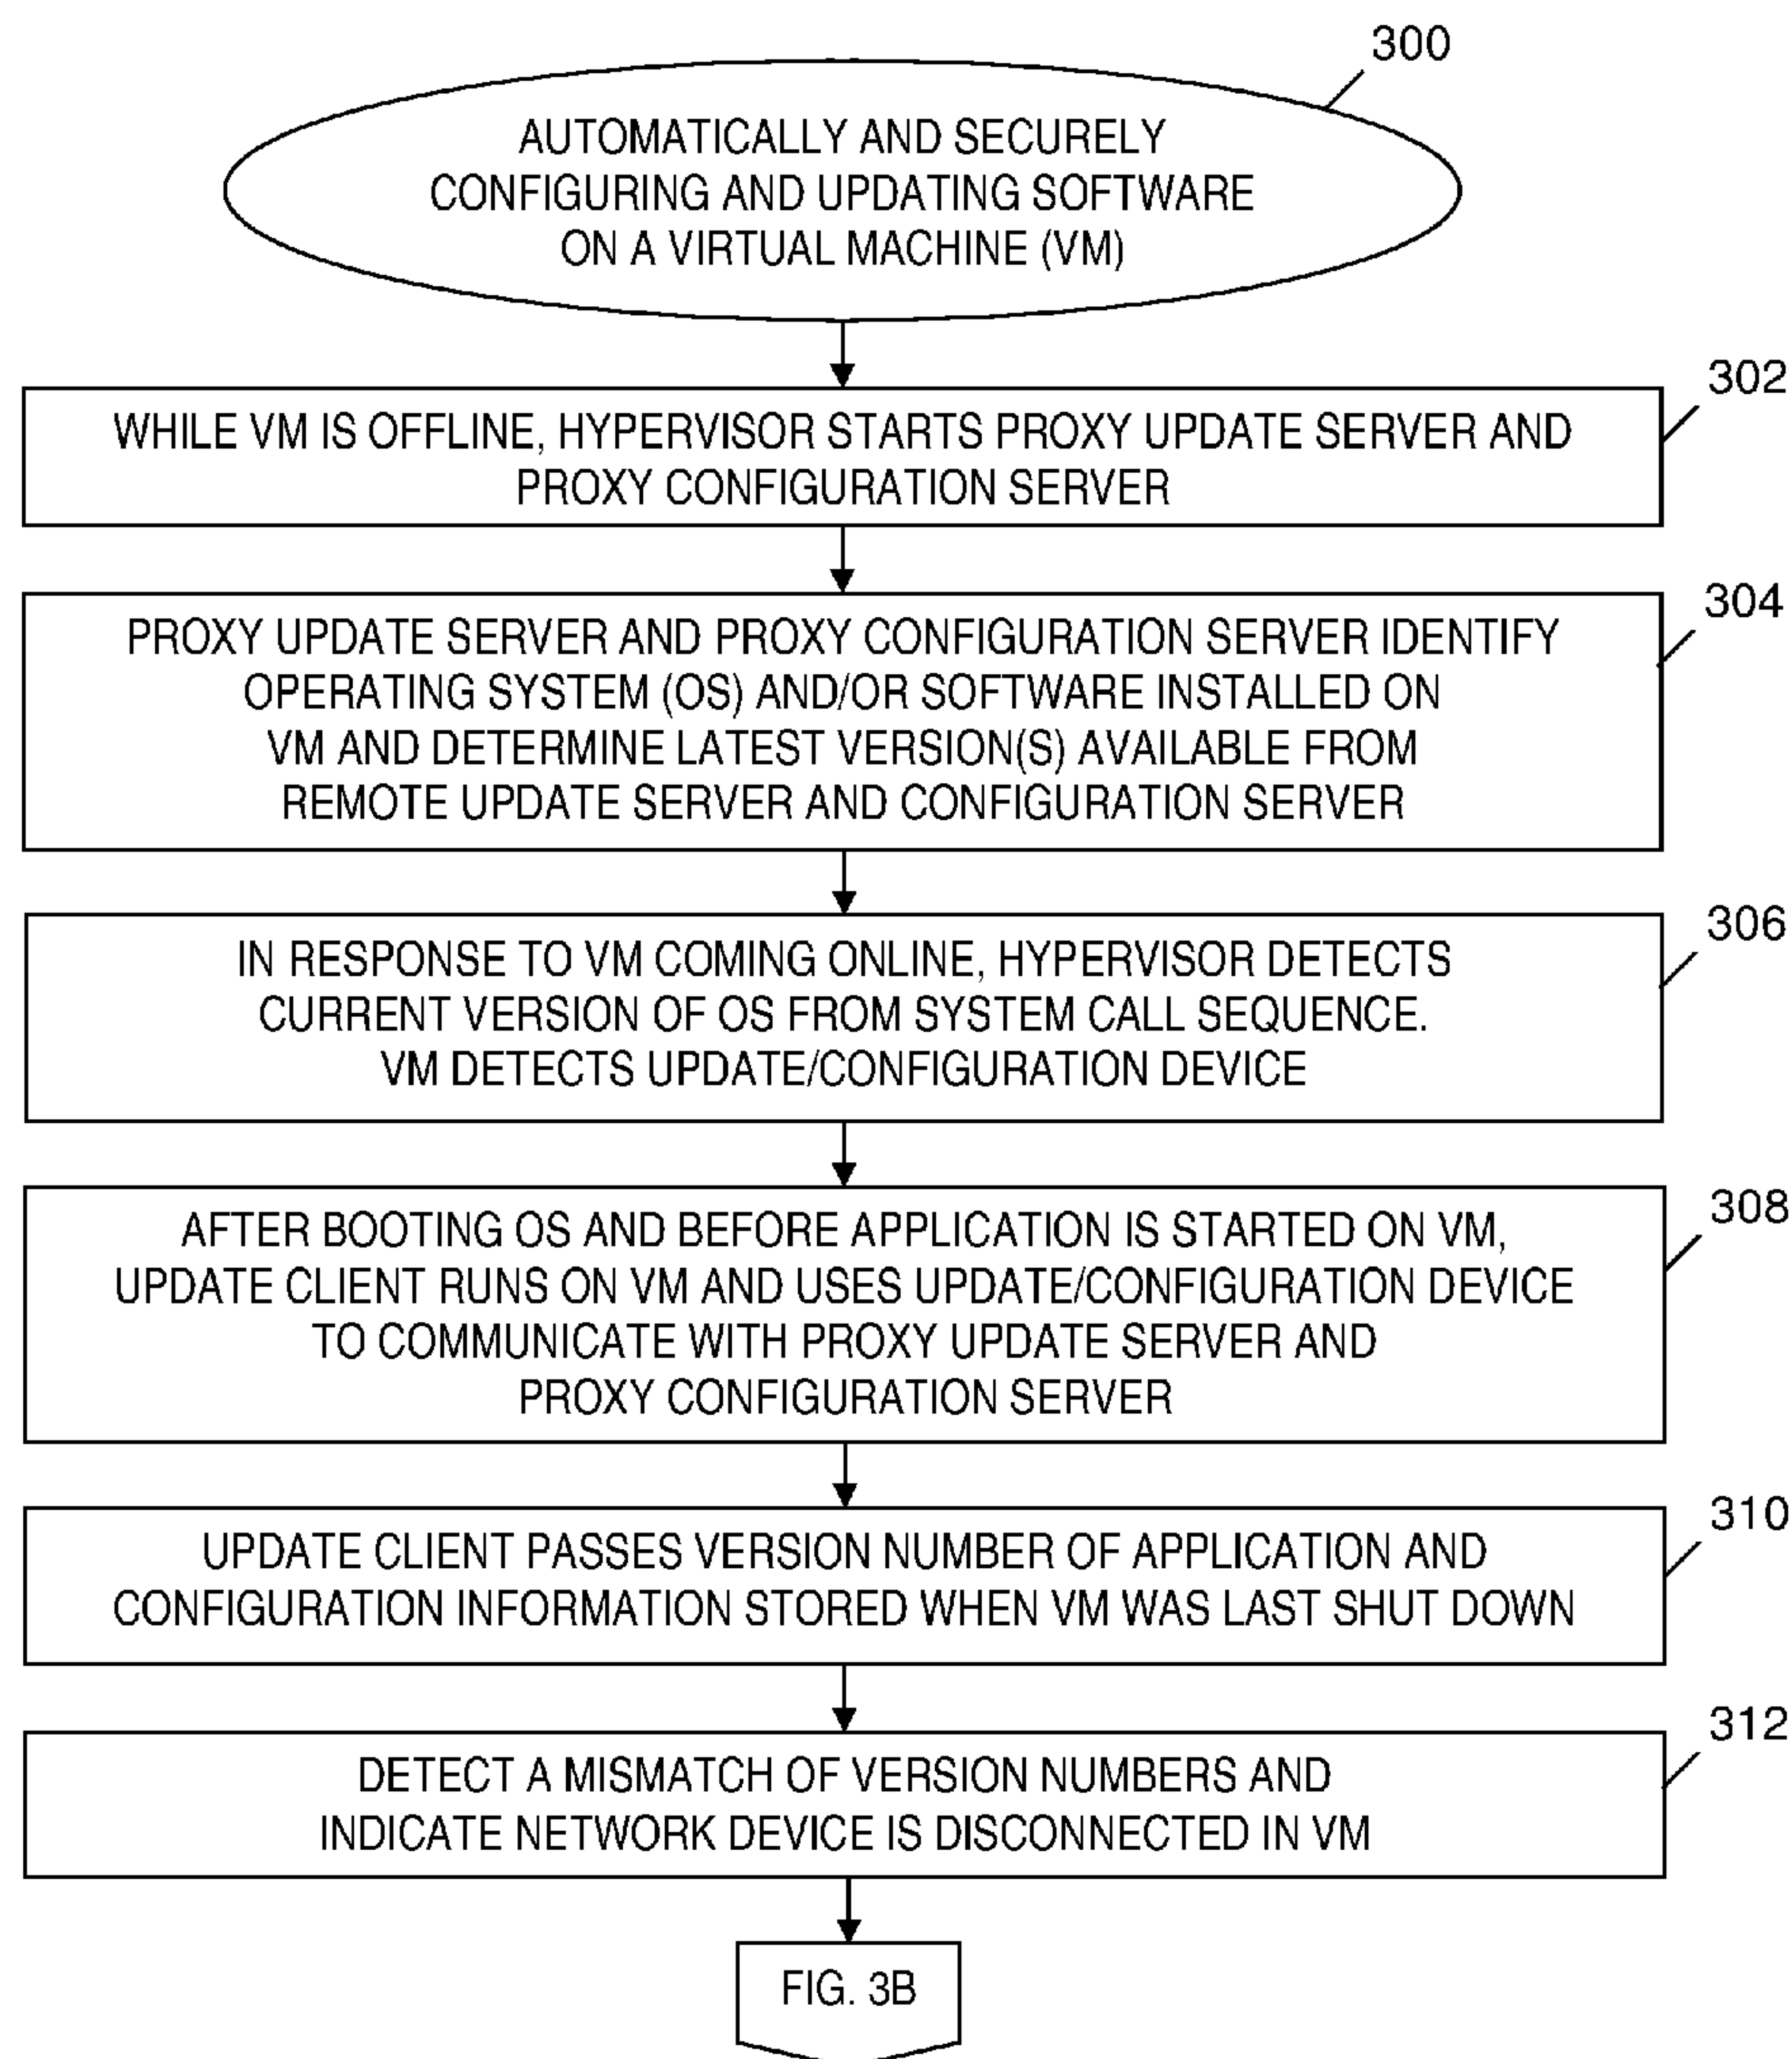 300
AUTOMATICALLY AND SECURELY
CONFIGURING AND UPDATING SOFTWARE
ON A VIRTUAL MACHINE (VM)
302
WHILE VM IS OFFLINE, HYPERVISOR STARTS PROXY UPDATE SERVER AND
PROXY CONFIGURATION SERVER
304
PROXY UPDATE SERVER AND PROXY CONFIGURATION SERVER IDENTIFY
OPERATING SYSTEM (OS) AND/OR SOFTWARE INSTALLED ON
VM AND DETERMINE LATEST VERSION(S) AVAILABLE FROM
REMOTE UPDATE SERVER AND CONFIGURATION SERVER
306
IN RESPONSE TO VM COMING ONLINE, HYPERVISOR DETECTS
CURRENT VERSION OF OS FROM SYSTEM CALL SEQUENCE.
VM DETECTS UPDATE/CONFIGURATION DEVICE
308
AFTER BOOTING OS AND BEFORE APPLICATION IS STARTED ON VM,
UPDATE CLIENT RUNS ON VM AND USES UPDATE/CONFIGURATION DEVICE
TO COMMUNICATE WITH PROXY UPDATE SERVER AND
PROXY CONFIGURATION SERVER
310
UPDATE CLIENT PASSES VERSION NUMBER OF APPLICATION AND
CONFIGURATION INFORMATION STORED WHEN VM WAS LAST SHUT DOWN
312
DETECT A MISMATCH OF VERSION NUMBERS AND
INDICATE NETWORK DEVICE IS DISCONNECTED IN VM
FIG. 3B